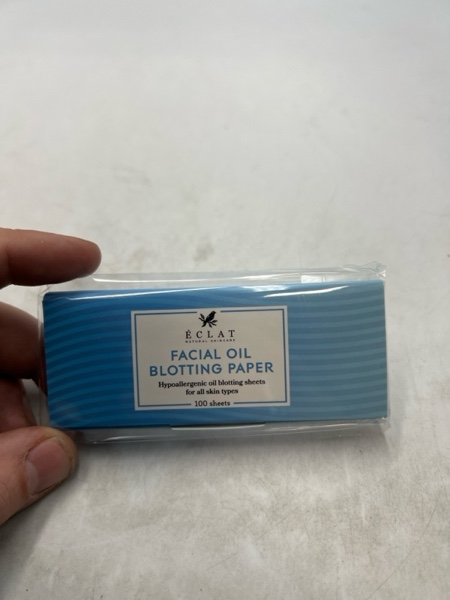 ÉCLAT
NATURAL SKINCARE
FACIAL OIL
BLOTTING PAPER
Hypoallergenic oil blotting sheets
for all skin types
100 sheets